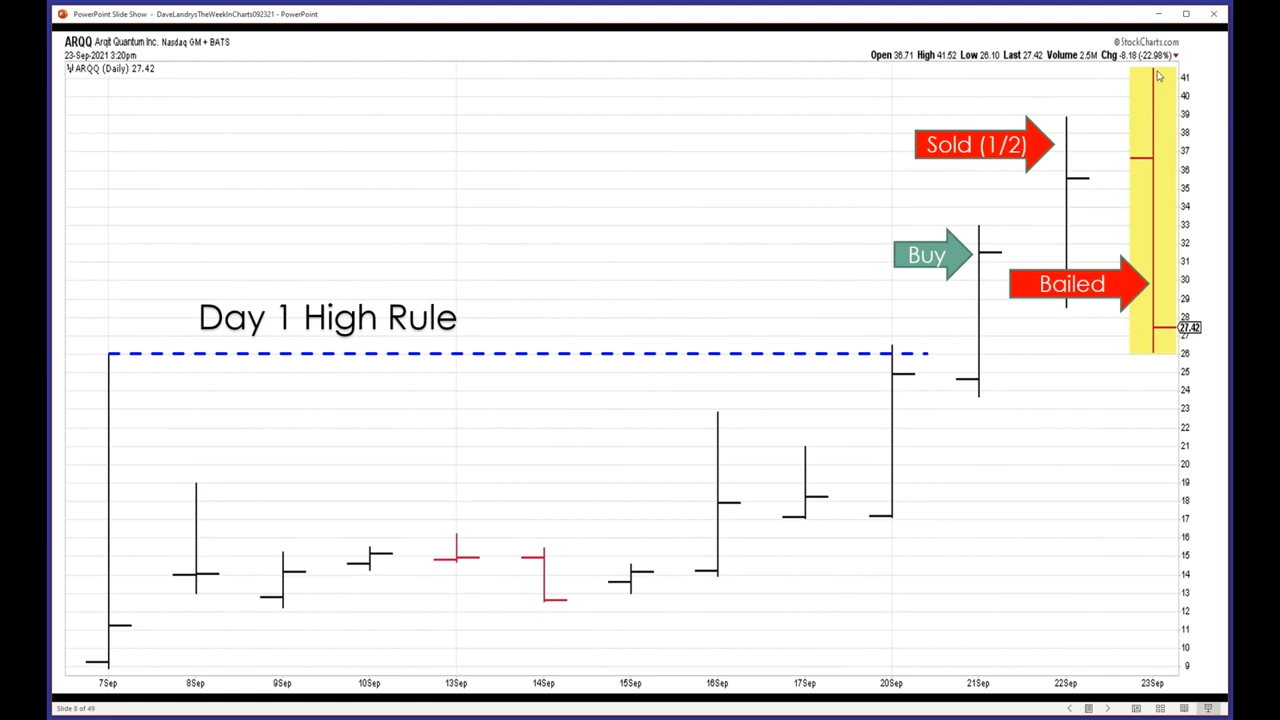 PowerPoint Slide Show - DaveLandrysTheWeekInCharts092321 - PowerPoint
ARQQ Arqit Quantum Inc. Nasdaq GM + BATS
© StockCharts.com
23-Sep-2021 3:20pm
Open 36.71 High 41.52 Low 26.10 Last 27.42 Volume 2.5M Chg -8.18 (-22.98%)
ARQQ (Daily) 27.42
41
40
39
38
37
36
35
34
33
32
31
30
29
28
27
27.42
26
25
24
23
22
21
20
19
18
17
16
15
14
13
12
11
10
9
Sold (1/2)
Buy
Bailed
Day 1 High Rule
7Sep 8Sep 9Sep 10Sep 13Sep 14Sep 15Sep 16Sep 17Sep 20Sep 21Sep 22Sep 23Sep
Slide 8 of 49